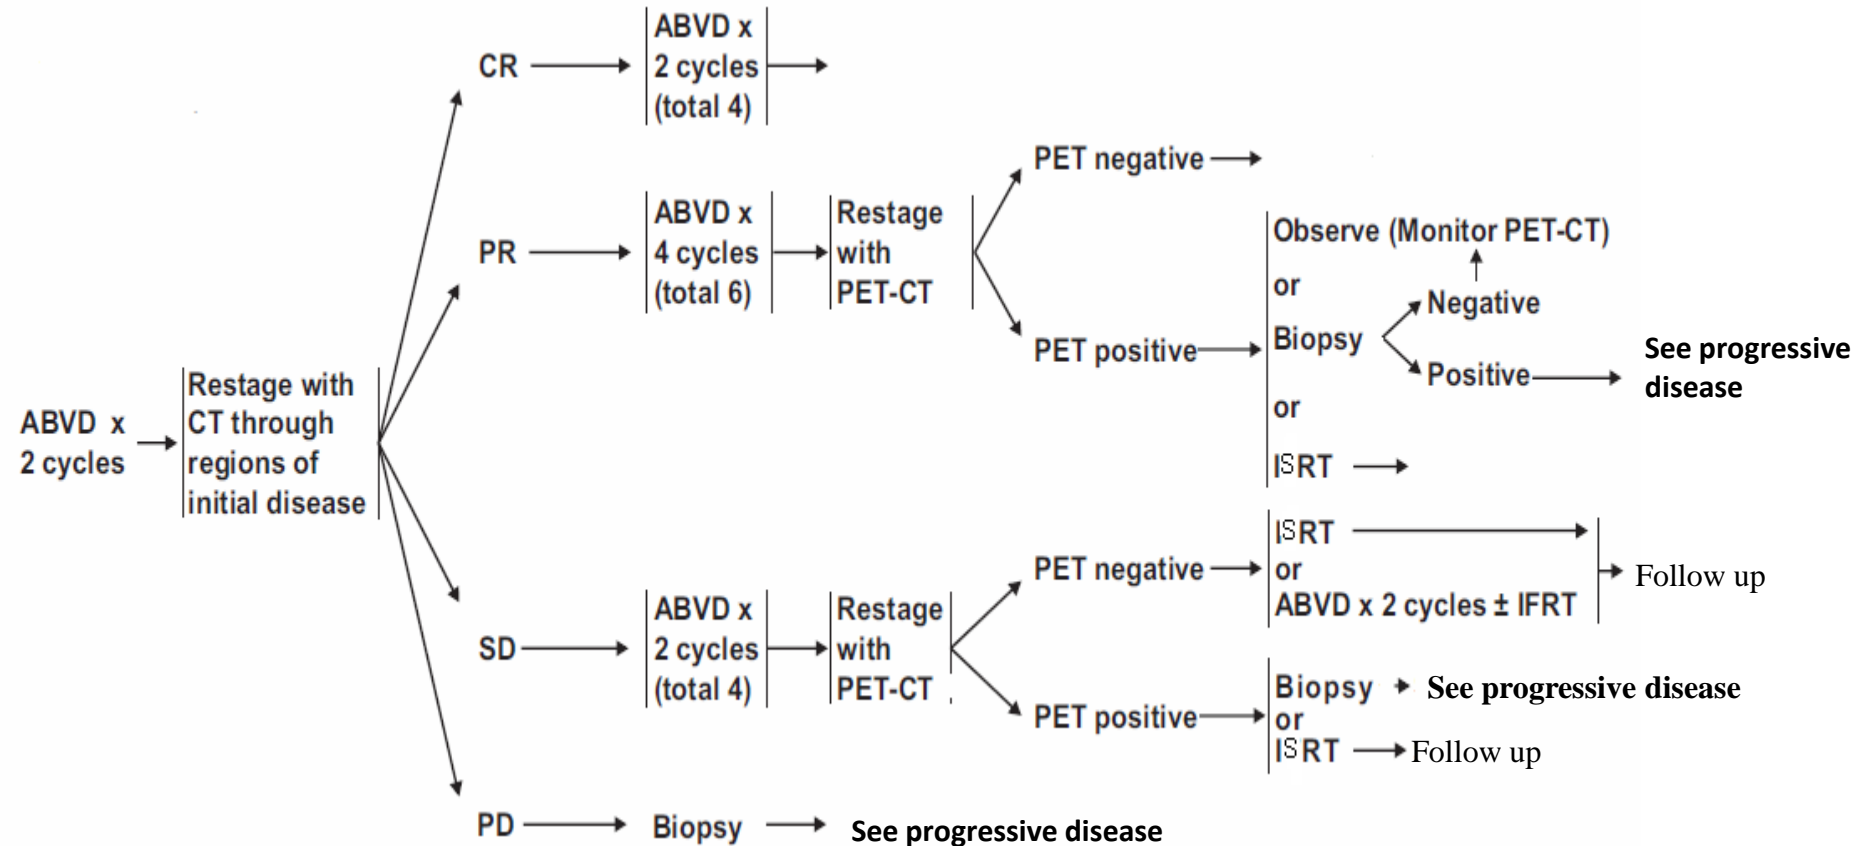 ABVD x
2 cycles
Restage with
CT through
regions of
initial disease
CR
ABVD x
2 cycles
(total 4)
PR
ABVD x
4 cycles
(total 6)
Restage
with
PET-CT
PET negative
PET positive
Observe (Monitor PET-CT)
or
Biopsy
Negative
Positive
See progressive
disease
or
ISRT
SD
ABVD x
2 cycles
(total 4)
Restage
with
PET-CT
PET negative
ISRT
or
ABVD x 2 cycles ± IFRT
Follow up
PET positive
Biopsy
See progressive disease
or
ISRT
Follow up
PD
Biopsy
See progressive disease